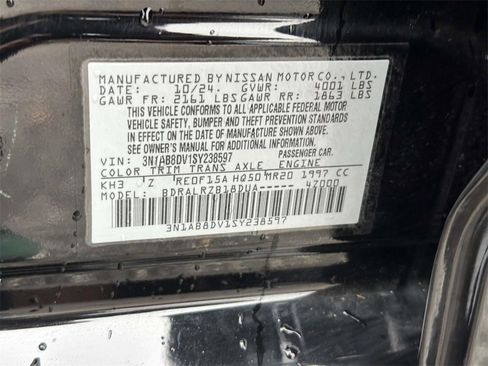 MANUFACTURED BY NISSAN MOTOR CO., LTD.
DATE: 10/24. GVWR: 4001 LBS
GAWR FR: 2161 LBS GAWR RR: 1863 LBS
THIS VEHICLE CONFORMS TO ALL APPLICABLE FEDERAL MOTOR
VEHICLE SAFETY, BUMPER AND THEFT PREVENTION STANDARDS
IN EFFECT ON THE DATE OF MANUFACTURE SHOWN ABOVE.
SEE OWNER'S MANUAL FOR ADDITIONAL INFORMATION.
VIN: 3N1AB8DV1SY238597 PASSENGER CAR.
COLOR TRIM TRANS AXLE ENGINE
KH3 Z RE0F15A HQ50 MR20 1997 CC
MODEL: BDRALRZB18DUA----- 4Z000
3N1AB8DV1SY238597